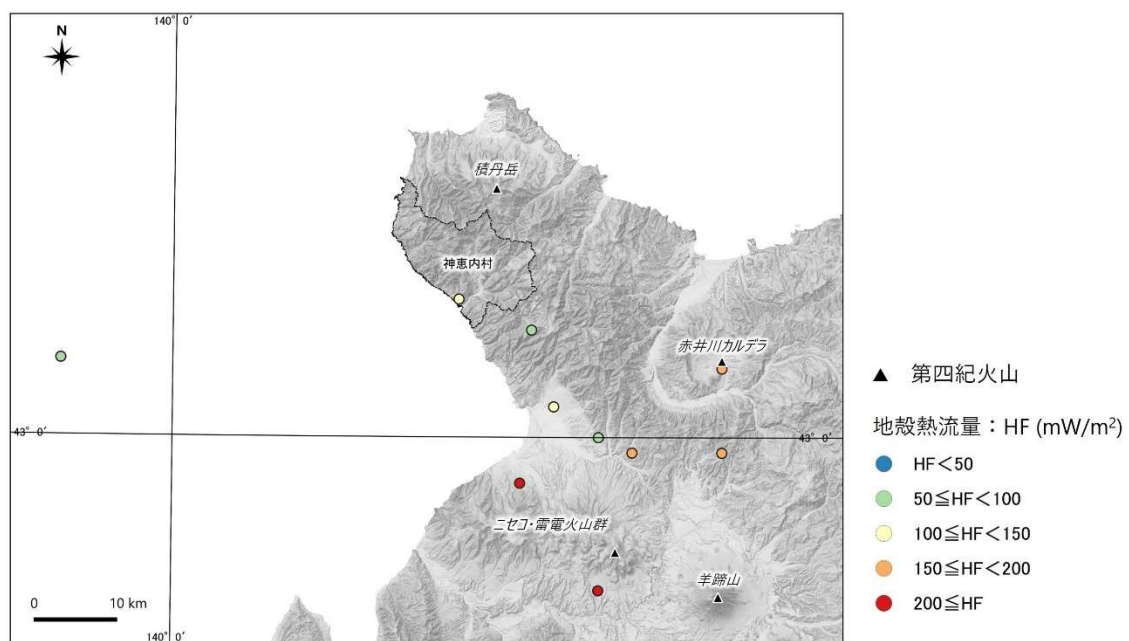 140° 0′
N
積丹岳
神恵内村
赤井川カルデラ
43° 0′
43° 0′
ニセコ・雷電火山群
羊蹄山
0 10 km
140° 0′
▲ 第四紀火山
地殻熱流量：HF (mW/m²)
HF＜50
50≦HF＜100
100≦HF＜150
150≦HF＜200
200≦HF